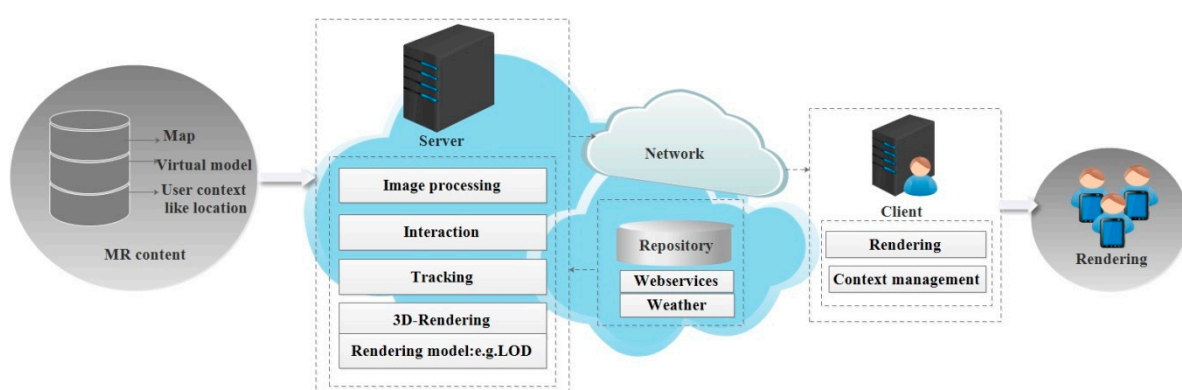 Map
Virtual model
User context
like location
MR content
Server
Image processing
Interaction
Tracking
3D-Rendering
Rendering model:e.g.LOD
Network
Repository
Webservices
Weather
Client
Rendering
Context management
Rendering